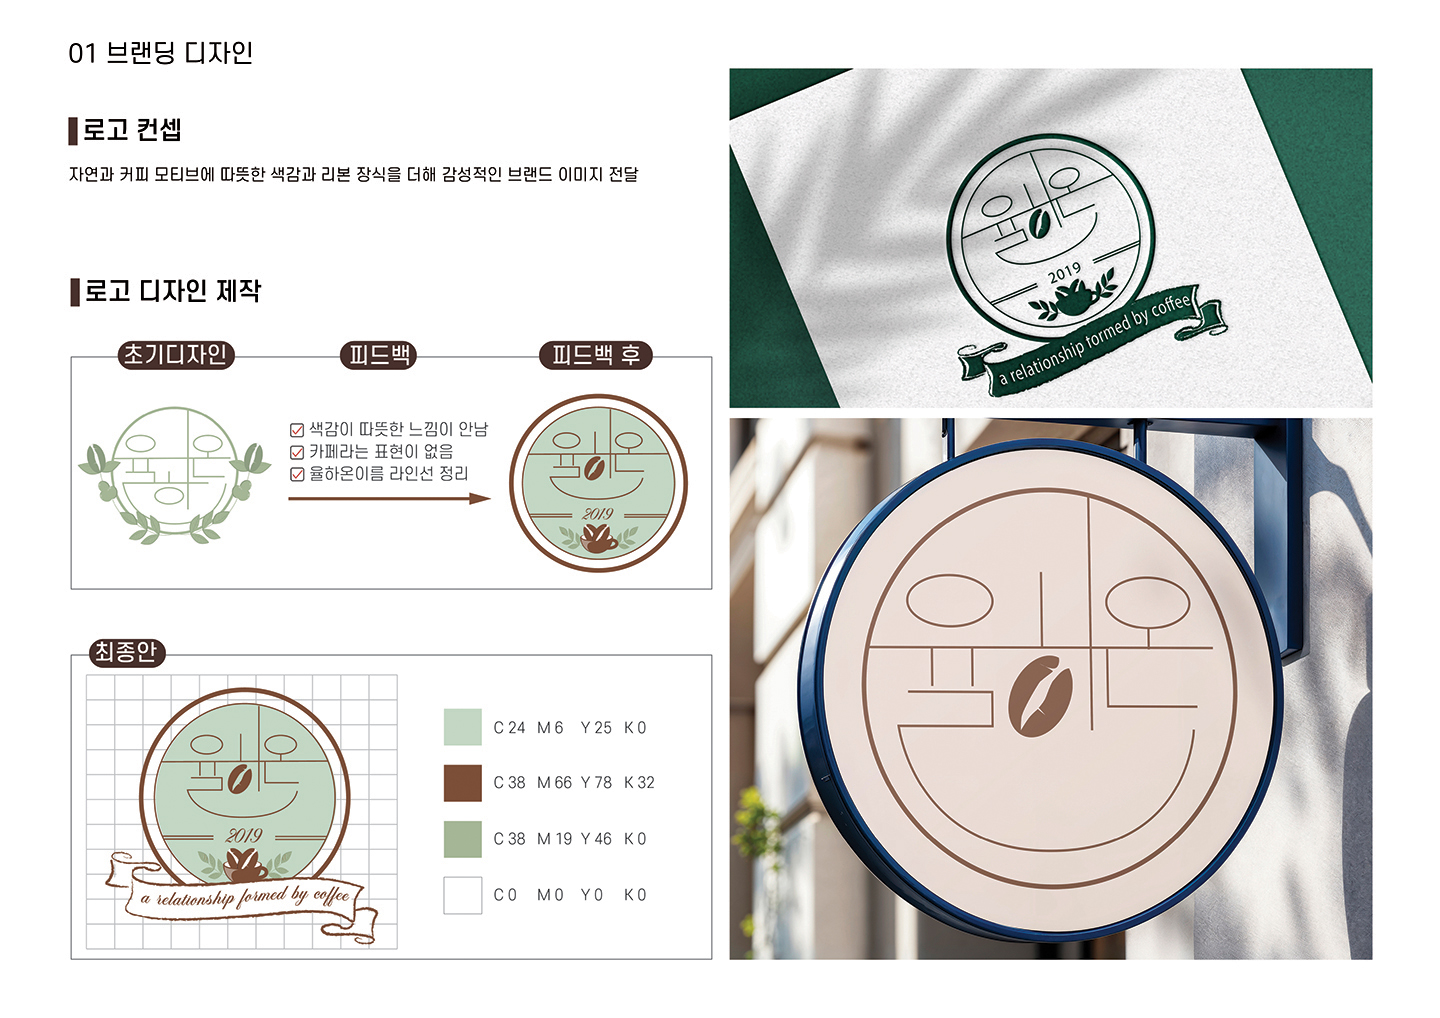 01 브랜딩 디자인
로고 컨셉
자연과 커피 모티브에 따뜻한 색감과 리본 장식을 더해 감성적인 브랜드 이미지 전달
로고 디자인 제작
초기디자인
피드백
피드백 후
색감이 따뜻한 느낌이 안남
카페라는 표현이 없음
율하온이름 라인선 정리
2019
최종안
2019
a relationship formed by coffee
C 24 M 6 Y 25 K 0
C 38 M 66 Y 78 K 32
C 38 M 19 Y 46 K 0
C 0 M 0 Y 0 K 0
2019
a relationship formed by coffee